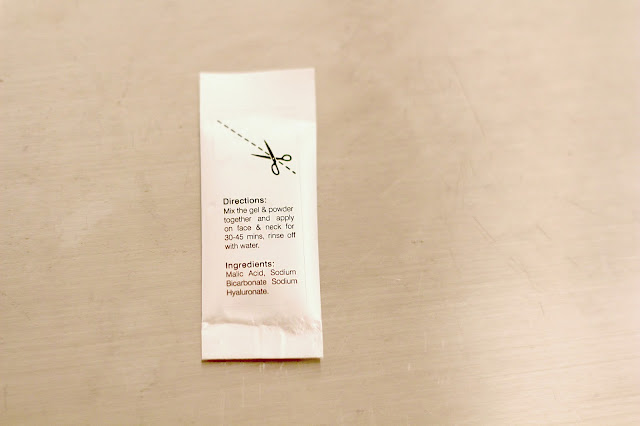 Directions:
Mix the gel & powder
together and apply
on face & neck for
30-45 mins, rinse off
with water.
Ingredients:
Malic Acid, Sodium
Bicarbonate Sodium
Hyaluronate.